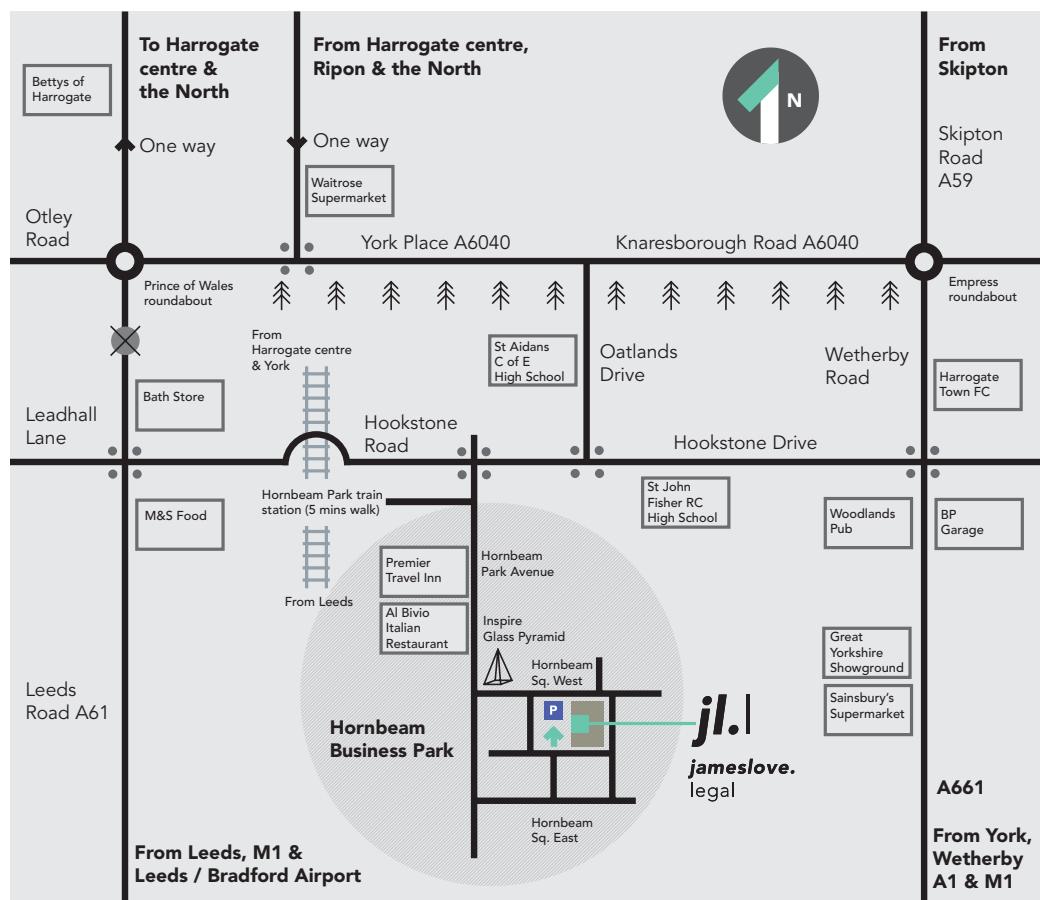 To Harrogate
centre &
the North
From Harrogate centre,
Ripon & the North
From
Skipton
Bettys of
Harrogate
N
One way
One way
Skipton
Road
A59
Waitrose
Supermarket
Otley
Road
York Place A6040
Knaresborough Road A6040
Prince of Wales
roundabout
Empress
roundabout
From
Harrogate centre
& York
St Aidans
C of E
High School
Oatlands
Drive
Wetherby
Road
Harrogate
Town FC
Bath Store
Leadhall
Lane
Hookstone
Road
Hookstone Drive
Hornbeam Park train
station (5 mins walk)
M&S Food
St John
Fisher RC
High School
Woodlands
Pub
BP
Garage
Premier
Travel Inn
Hornbeam
Park Avenue
From Leeds
Al Bivio
Italian
Restaurant
Inspire
Glass Pyramid
Great
Yorkshire
Showground
Hornbeam
Sq. West
Leeds
Road A61
Sainsbury's
Supermarket
P
Hornbeam
Business Park
jl.|
jameslove.
legal
A661
Hornbeam
Sq. East
From Leeds, M1 &
Leeds / Bradford Airport
From York,
Wetherby
A1 & M1